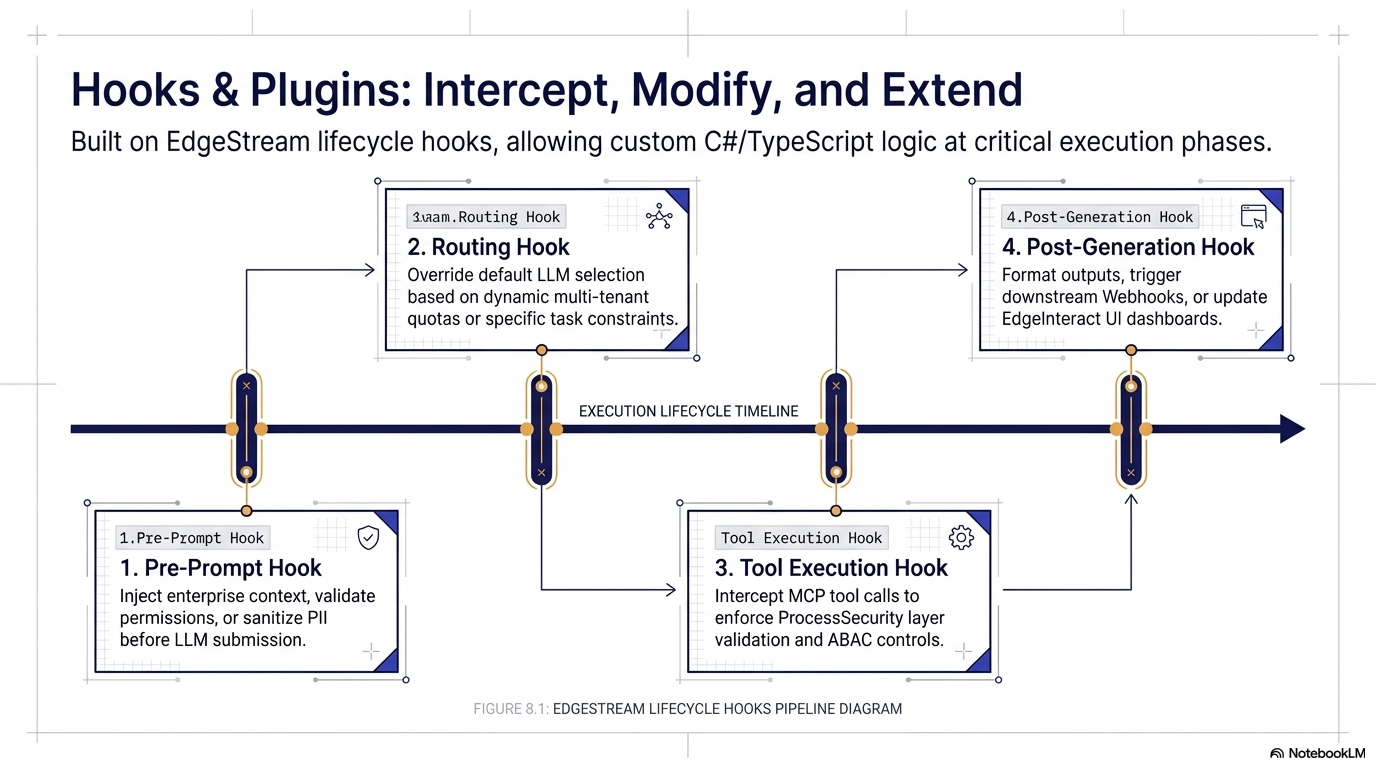 Hooks & Plugins: Intercept, Modify, and Extend
Built on EdgeStream lifecycle hooks, allowing custom C#/TypeScript logic at critical execution phases.
.Routing Hook
2. Routing Hook
Override default LLM selection
based on dynamic multi-tenant
quotas or specific task constraints.
4.Post-Generation Hook
4. Post-Generation Hook
Format outputs, trigger
downstream Webhooks, or update
EdgeInteract UI dashboards.
EXECUTION LIFECYCLE TIMELINE
1.Pre-Prompt Hook
1. Pre-Prompt Hook
Inject enterprise context, validate
permissions, or sanitize PII
before LLM submission.
Tool Execution Hook
3. Tool Execution Hook
Intercept MCP tool calls to
enforce ProcessSecurity layer
validation and ABAC controls.
FIGURE 8.1: EDGESTREAM LIFECYCLE HOOKS PIPELINE DIAGRAM
NotebookLM